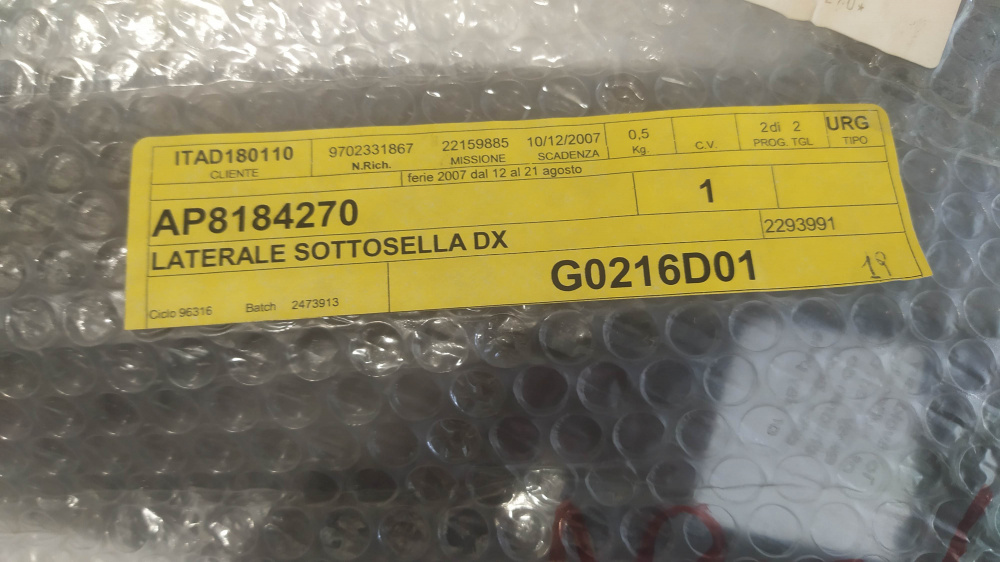 ITAD180110 9702331867 22159885 10/12/2007 0,5 2di 2 URG
CLIENTE N.Rich. MISSIONE SCADENZA Kg. C.V. PROG. TGL TIPO
ferie 2007 dal 12 al 21 agosto
AP8184270 1
LATERALE SOTTOSELLA DX 2293991
G0216D01 19
Ciclo 96316 Batch 2473913